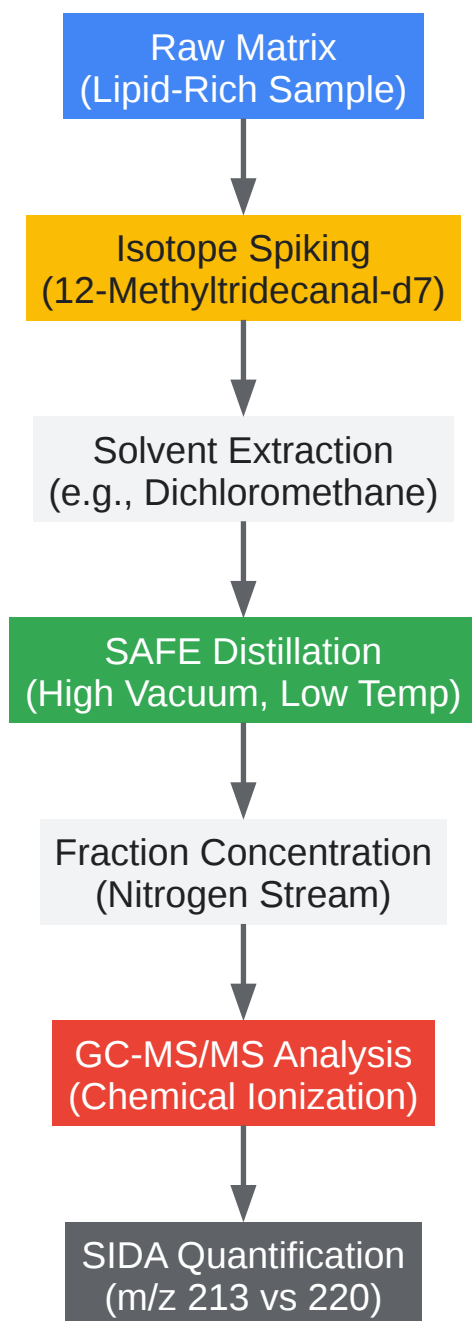 Raw Matrix
(Lipid-Rich Sample)
Isotope Spiking
(12-Methyltridecanal-d7)
Solvent Extraction
(e.g., Dichloromethane)
SAFE Distillation
(High Vacuum, Low Temp)
Fraction Concentration
(Nitrogen Stream)
GC-MS/MS Analysis
(Chemical Ionization)
SIDA Quantification
(m/z 213 vs 220)